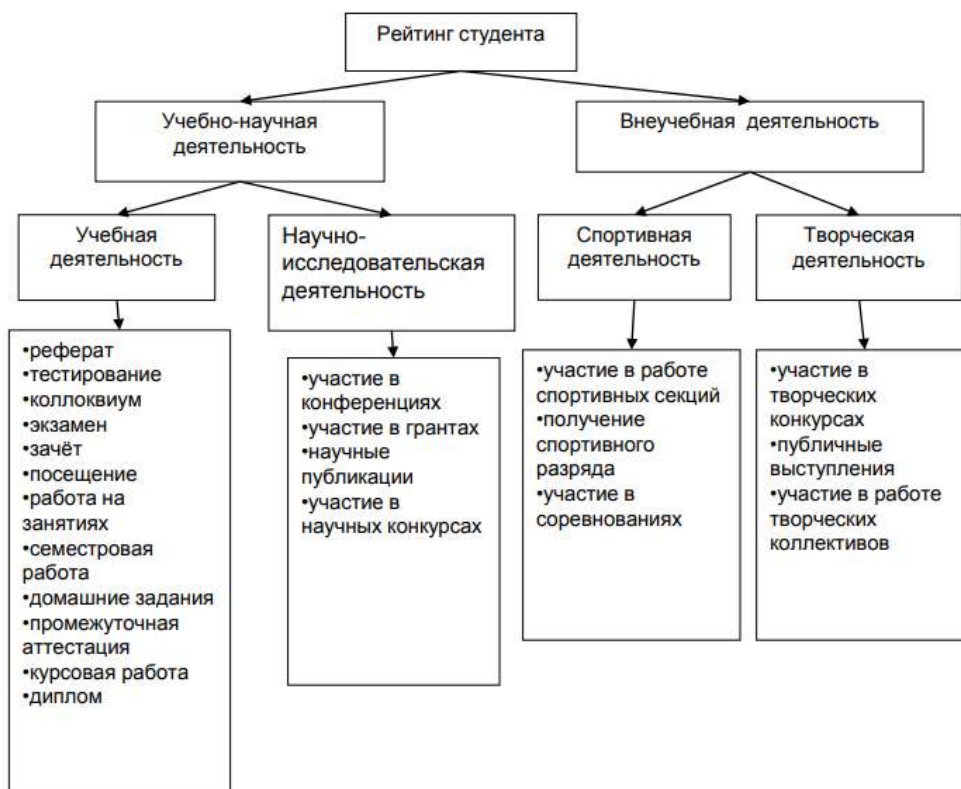 Рейтинг студента
Учебно-научная
деятельность
Внеучебная деятельность
Учебная
деятельность
Научно-
исследовательская
деятельность
Спортивная
деятельность
Творческая
деятельность
•реферат
•тестирование
•коллоквиум
•экзамен
•зачёт
•посещение
•работа на
занятиях
•семестровая
работа
•домашние задания
•промежуточная
аттестация
•курсовая работа
•диплом
•участие в
конференциях
•участие в грантах
•научные
публикации
•участие в
научных конкурсах
•участие в работе
спортивных секций
•получение
спортивного
разряда
•участие в
соревнованиях
•участие в
творческих
конкурсах
•публичные
выступления
•участие в работе
творческих
коллективов